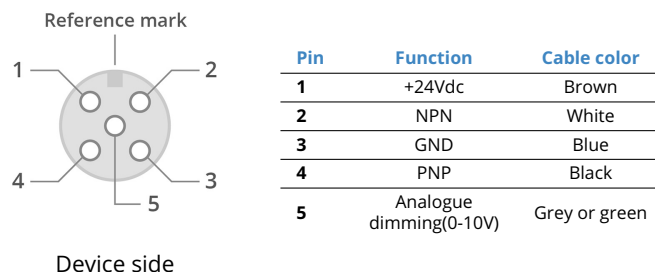 Reference mark
1
2
4
3
5
Device side
Pin Function Cable color
1 +24Vdc Brown
2 NPN White
3 GND Blue
4 PNP Black
5 Analogue dimming(0-10V) Grey or green